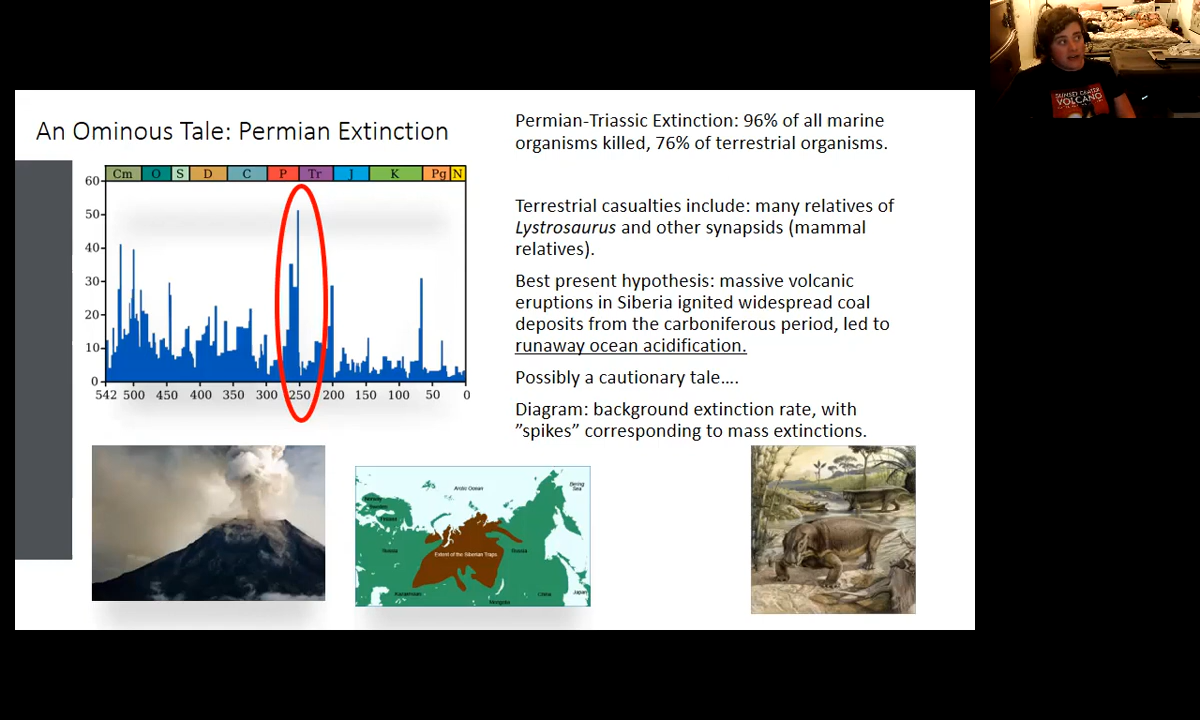 An Ominous Tale: Permian Extinction
Cm O S D C P Tr J K Pg N
60
50
40
30
20
10
0
542 500 450 400 350 300 250 200 150 100 50 0
Permian-Triassic Extinction: 96% of all marine
organisms killed, 76% of terrestrial organisms.
Terrestrial casualties include: many relatives of
Lystrosaurus and other synapsids (mammal
relatives).
Best present hypothesis: massive volcanic
eruptions in Siberia ignited widespread coal
deposits from the carboniferous period, led to
runaway ocean acidification.
Possibly a cautionary tale....
Diagram: background extinction rate, with
”spikes” corresponding to mass extinctions.
Arctic Ocean
Bering
Sea
Norway
Sweden
Finland
Russia
Extent of the Siberian Traps
Russia
Kazakhstan
Mongolia
China
Japan
VOLCANO